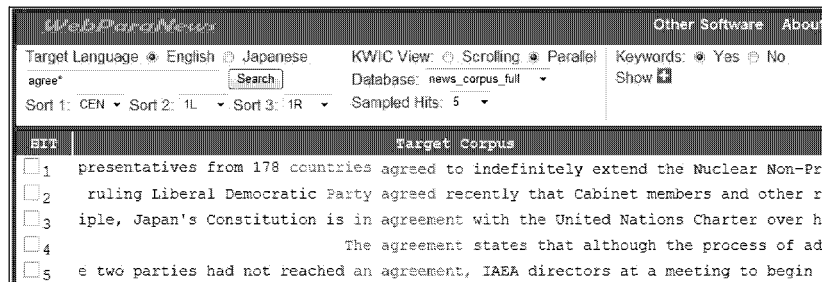 WebParaNews
Other Software About
Target Language English Japanese KWIC View: Scrolling Parallel Keywords: Yes No
agree* Search Database: news_corpus_full Show
Sort 1: CEN Sort 2: 1L Sort 3: 1R Sampled Hits: 5
HIT Target Corpus
1 presentatives from 178 countries agreed to indefinitely extend the Nuclear Non-Pr
2 ruling Liberal Democratic Party agreed recently that Cabinet members and other r
3 iple, Japan's Constitution is in agreement with the United Nations Charter over h
4 The agreement states that although the process of ad
5 e two parties had not reached an agreement, IAEA directors at a meeting to begin